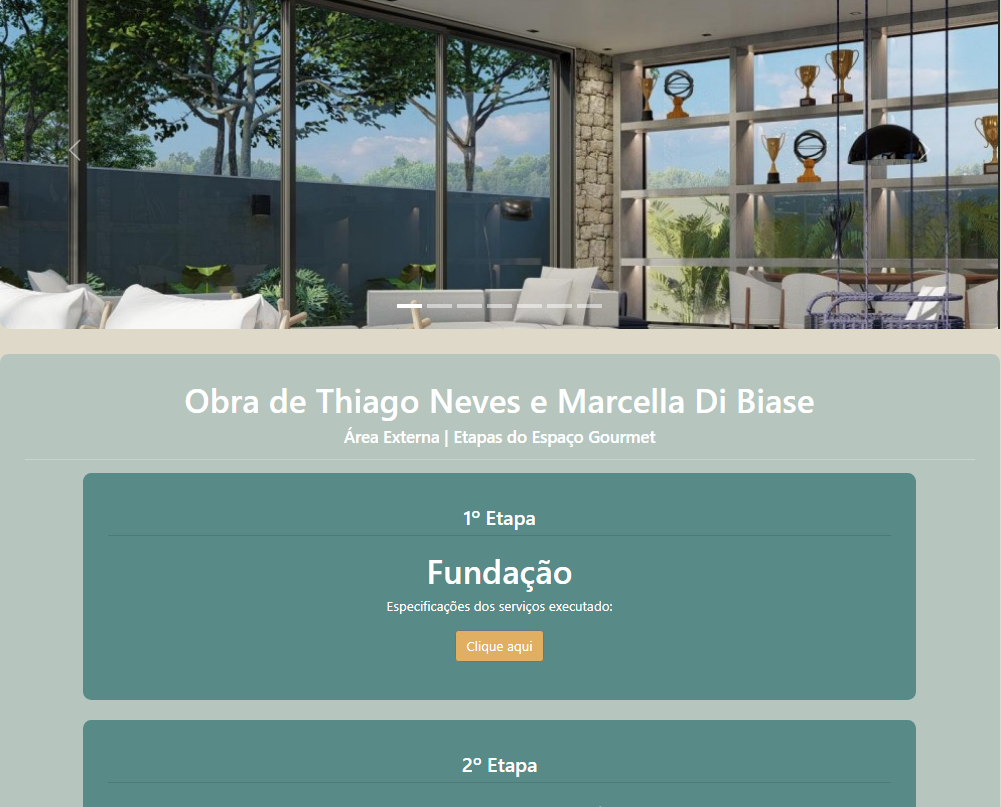 Obra de Thiago Neves e Marcella Di Biase
Área Externa | Etapas do Espaço Gourmet
1º Etapa
Fundação
Especificações dos serviços executado:
Clique aqui
2º Etapa